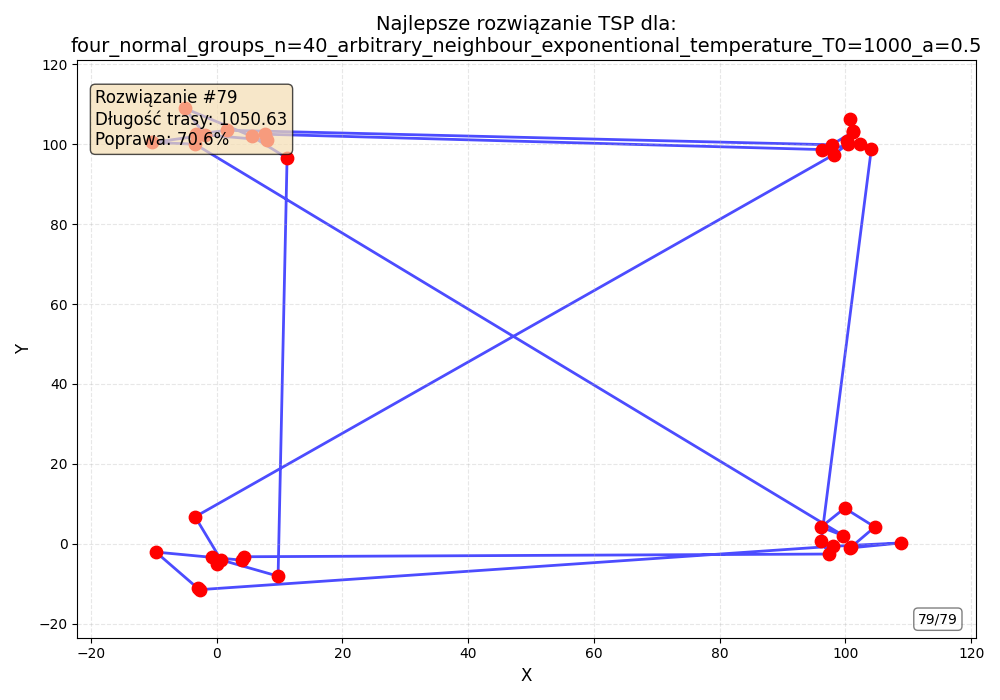 Najlepsze rozwiązanie TSP dla:
four_normal_groups_n=40_arbitrary_neighbour_exponential_temperature_T0=1000_a=0.5
Rozwiązanie #79
Długość trasy: 1050.63
Poprawa: 70.6%
120
100
80
60
40
20
0
−20
Y
79/79
−20
0
20
40
60
80
100
120
X